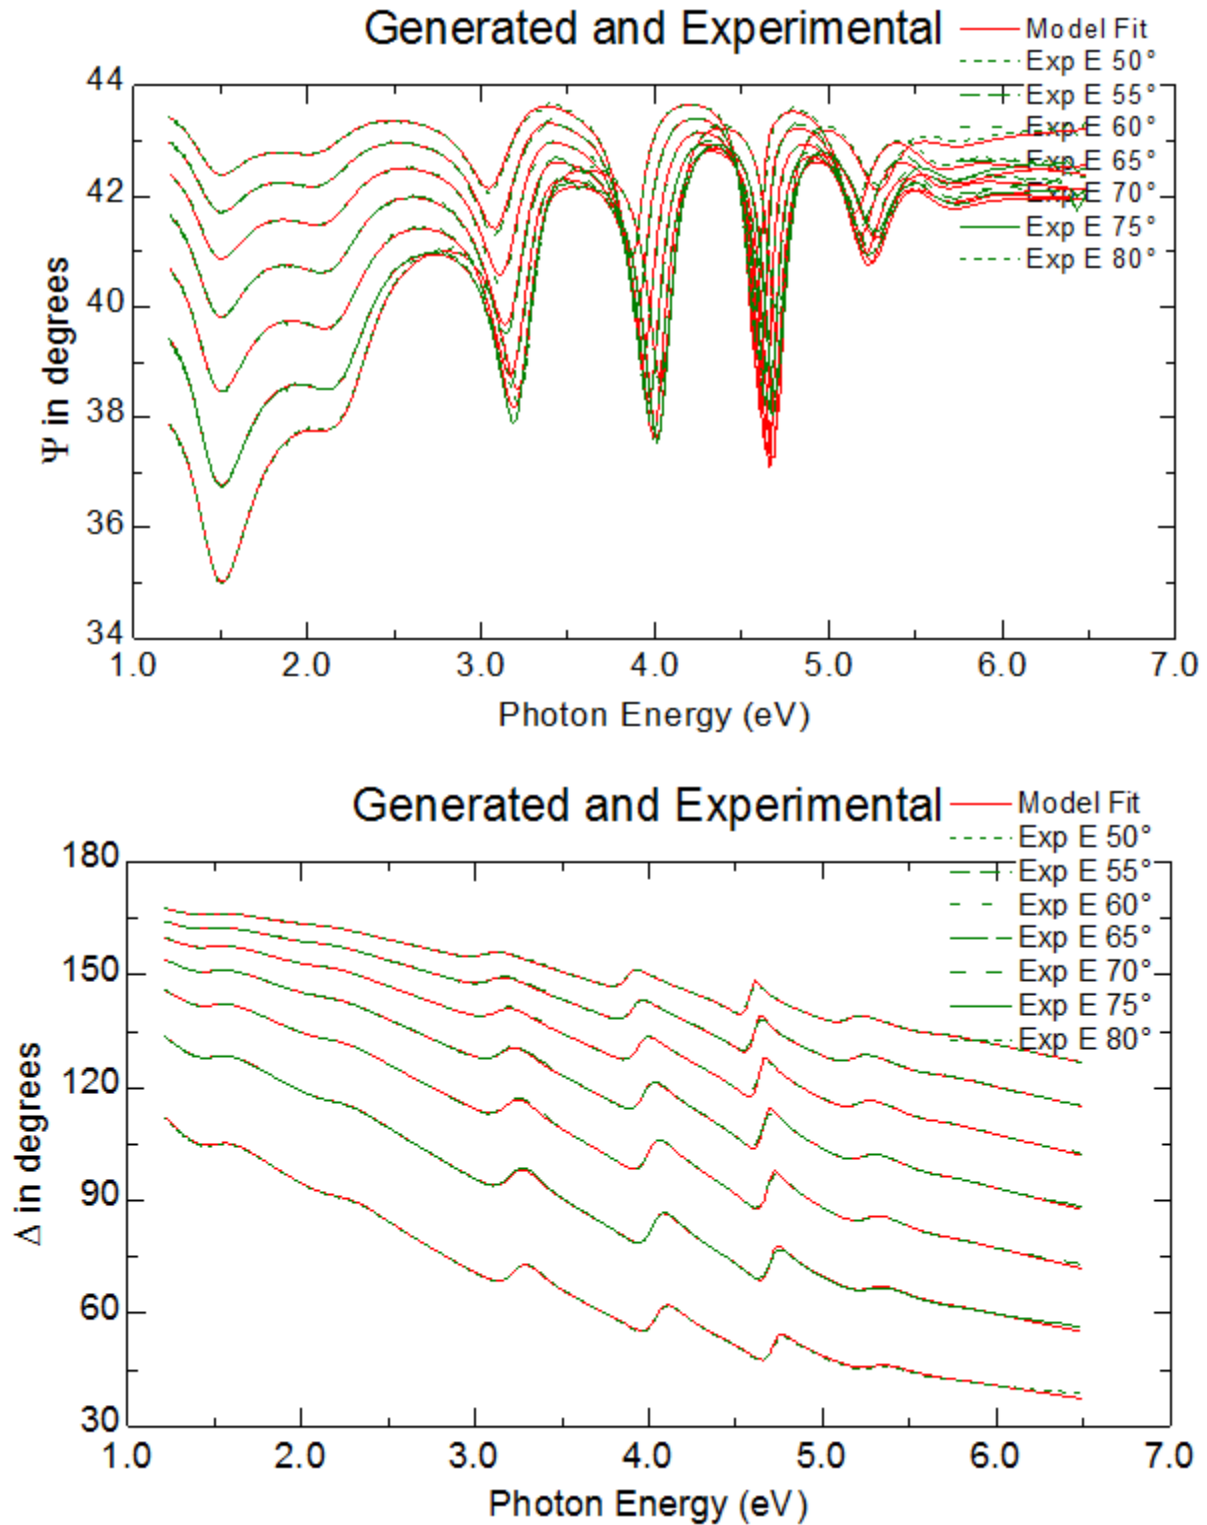 Generated and Experimental
Model Fit
Exp E 50°
Exp E 55°
Exp E 60°
Exp E 65°
Exp E 70°
Exp E 75°
Exp E 80°
44
42
40
38
36
34
Ψ in degrees
1.0 2.0 3.0 4.0 5.0 6.0 7.0
Photon Energy (eV)
Generated and Experimental
Model Fit
Exp E 50°
Exp E 55°
Exp E 60°
Exp E 65°
Exp E 70°
Exp E 75°
Exp E 80°
180
150
120
90
60
30
Δ in degrees
1.0 2.0 3.0 4.0 5.0 6.0 7.0
Photon Energy (eV)